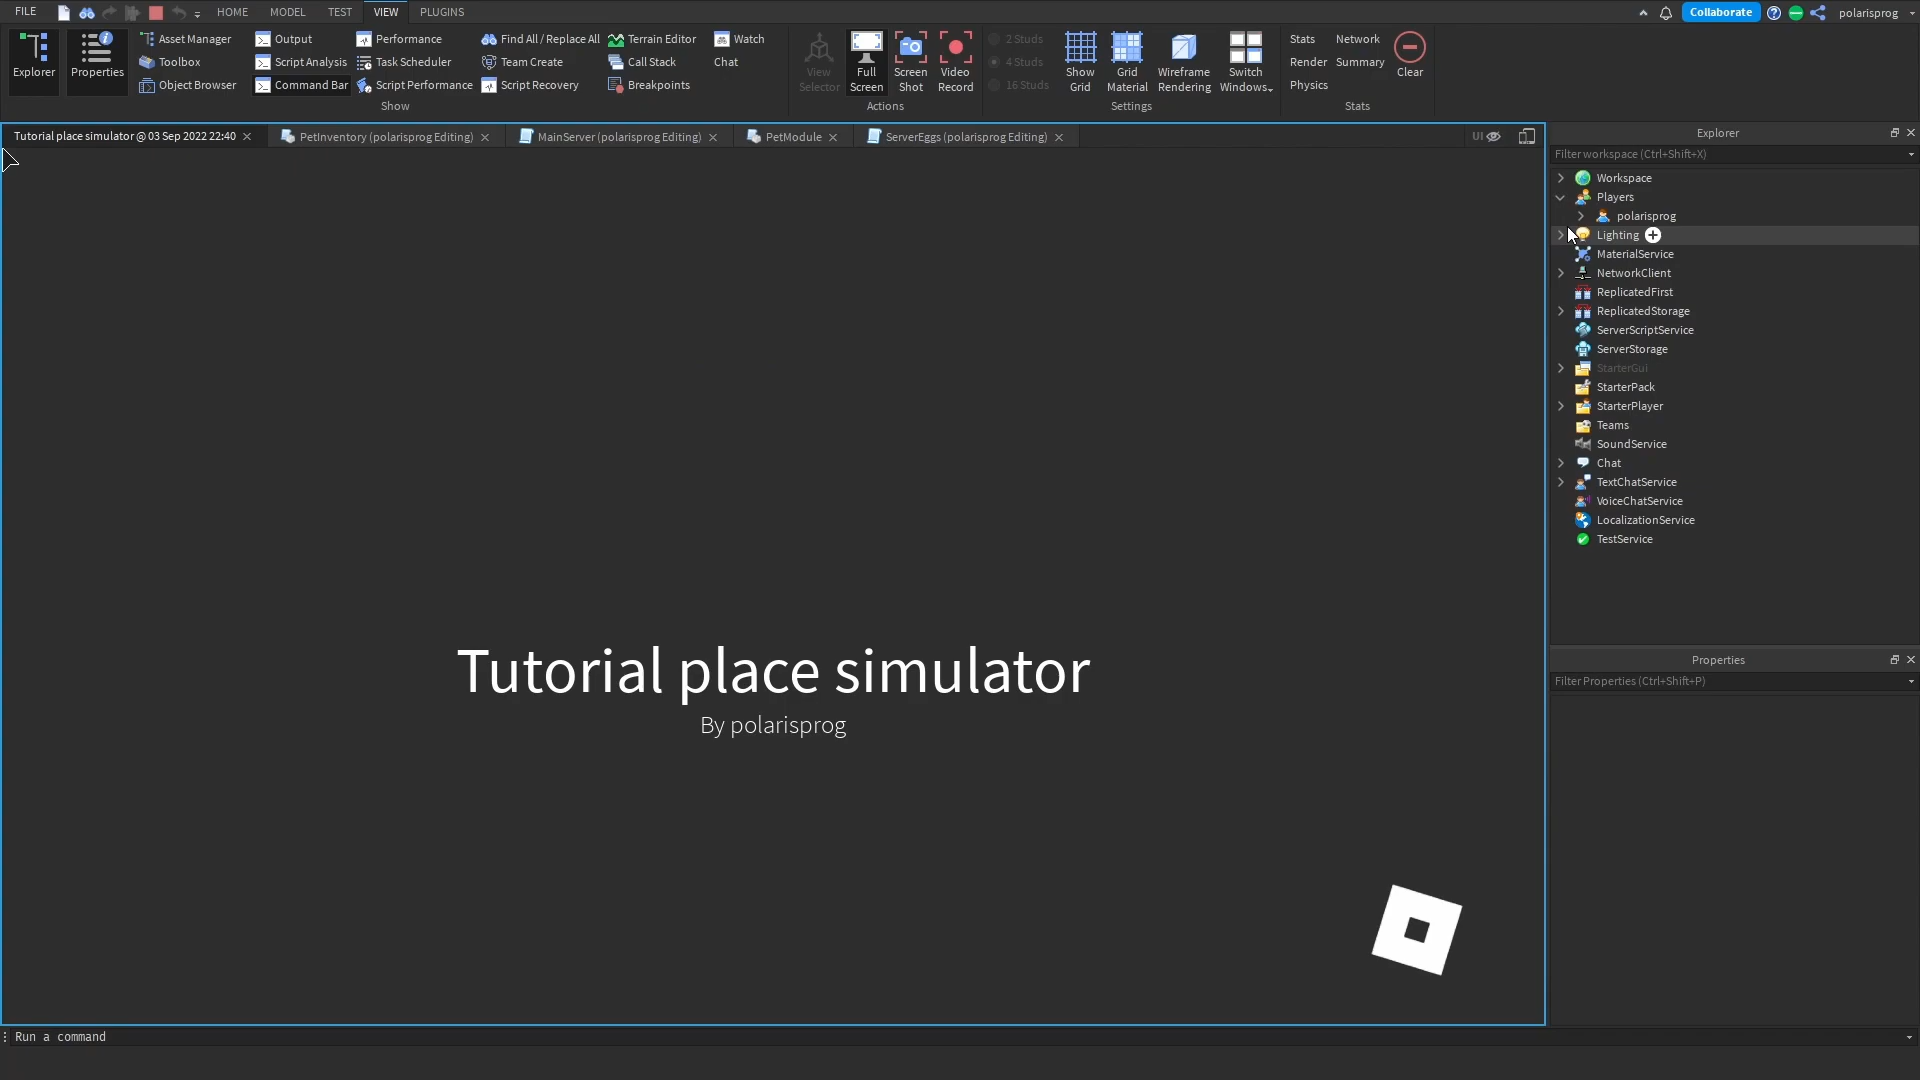 FILE HOME MODEL TEST VIEW PLUGINS Collaborate polarisprog
Explorer
Properties
Asset Manager
Toolbox
Object Browser
Output
Script Analysis
Command Bar
Performance
Task Scheduler
Script Performance
Find All / Replace All
Team Create
Script Recovery
Terrain Editor
Call Stack
Breakpoints
Watch
Chat
Show
View
Selector
Full
Screen
Screen
Shot
Video
Record
Actions
2 Studs
4 Studs
16 Studs
Show
Grid
Grid
Material
Wireframe
Rendering
Switch
Windows
Settings
Stats
Render
Physics
Network
Summary
Clear
Stats
Tutorial place simulator @ 03 Sep 2022 22:40
PetInventory (polarisprog Editing)
MainServer (polarisprog Editing)
PetModule
ServerEggs (polarisprog Editing)
UI
Tutorial place simulator
By polarisprog
Explorer
Filter workspace (Ctrl+Shift+X)
Workspace
Players
polarisprog
Lighting
MaterialService
NetworkClient
ReplicatedFirst
ReplicatedStorage
ServerScriptService
ServerStorage
StarterGui
StarterPack
StarterPlayer
Teams
SoundService
Chat
TextChatService
VoiceChatService
LocalizationService
TestService
Properties
Filter Properties (Ctrl+Shift+P)
Run a command